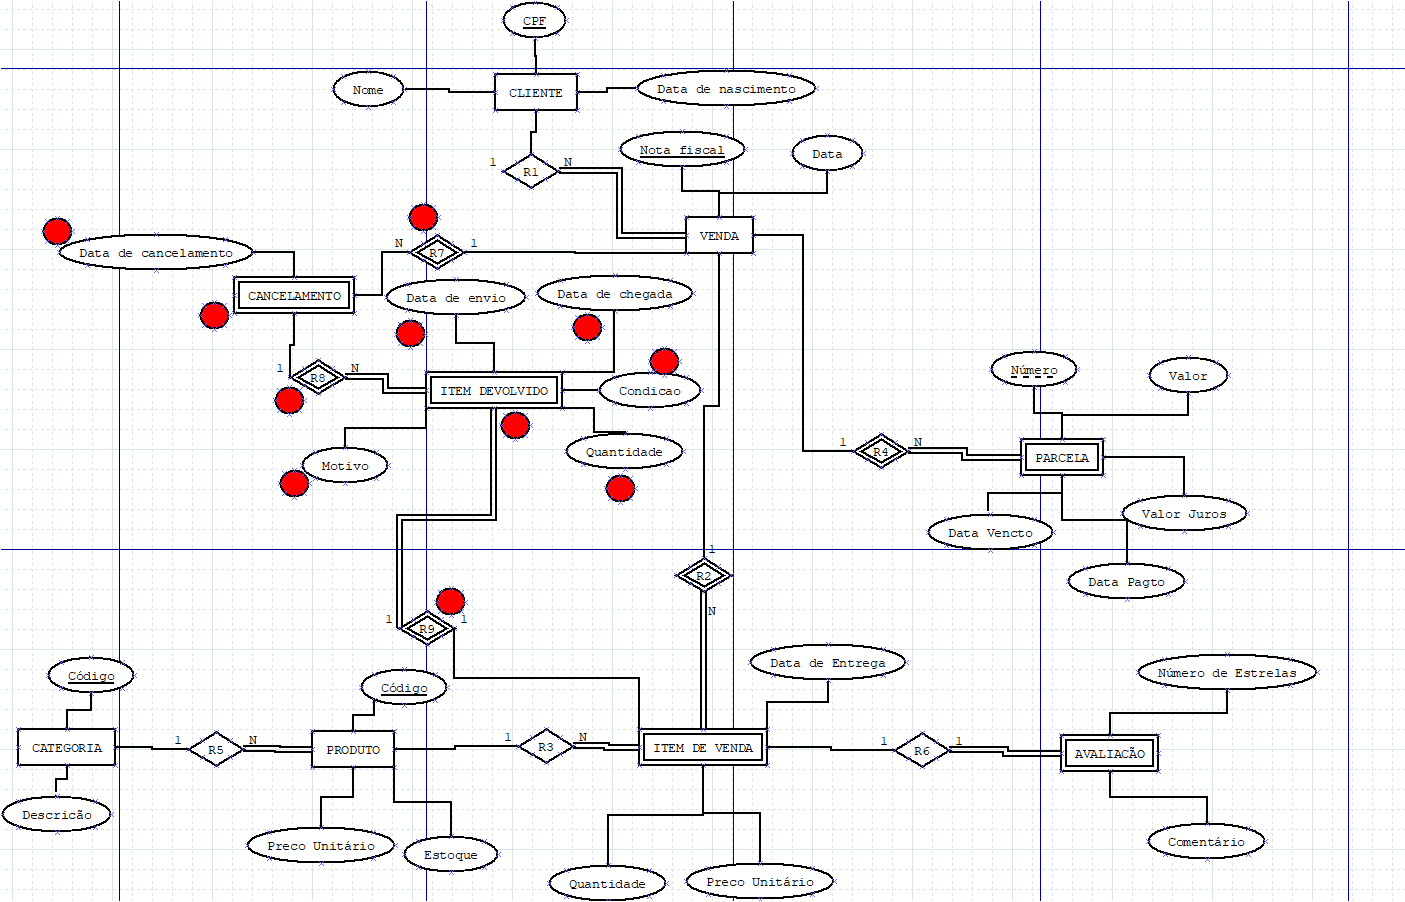 CPF
Nome
CLIENTE
Data de nascimento
1
R1
N
Nota fiscal
Data
VENDA
Data de cancelamento
N
R7
1
CANCELAMENTO
Data de envio
Data de chegada
1
R8
N
ITEM DEVOLVIDO
Condicao
Número
Valor
Motivo
Quantidade
1
R4
N
PARCELA
Data Vencto
Valor Juros
Data Pagto
1
R2
N
1
R9
1
Código
Código
Data de Entrega
Número de Estrelas
CATEGORIA
1
R5
N
PRODUTO
1
R3
N
ITEM DE VENDA
1
R6
1
AVALIACÃO
Descricão
Preco Unitário
Estoque
Quantidade
Preco Unitário
Comentário